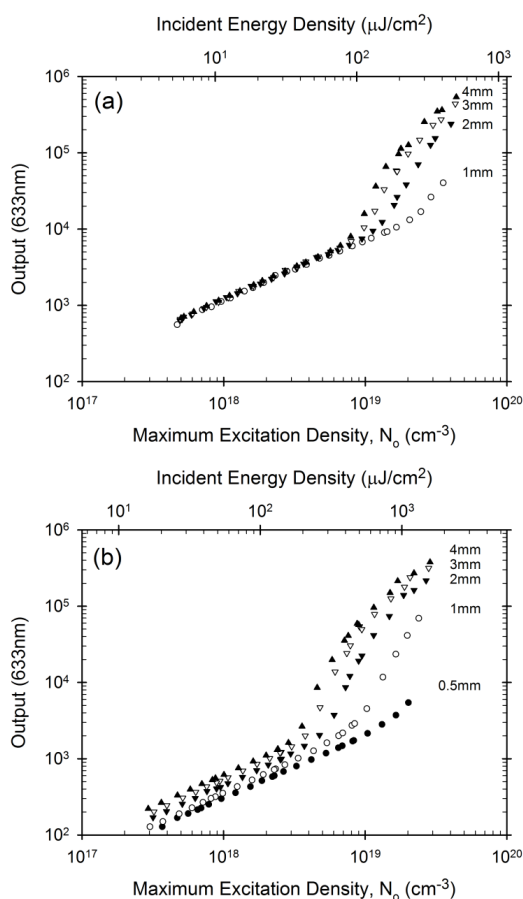 Incident Energy Density (μJ/cm²)
10¹ 10² 10³
10⁶ (a) 4mm
3mm
2mm
10⁵
1mm
Output (633nm)
10⁴
10³
10²
10¹⁷ 10¹⁸ 10¹⁹ 10²⁰
Maximum Excitation Density, Nₒ (cm⁻³)
Incident Energy Density (μJ/cm²)
10² 10³
10⁶ (b) 4mm
3mm
2mm
10⁵ 1mm
Output (633nm)
10⁴ 0.5mm
10³
10²
10¹⁷ 10¹⁸ 10¹⁹ 10²⁰
Maximum Excitation Density, Nₒ (cm⁻³)